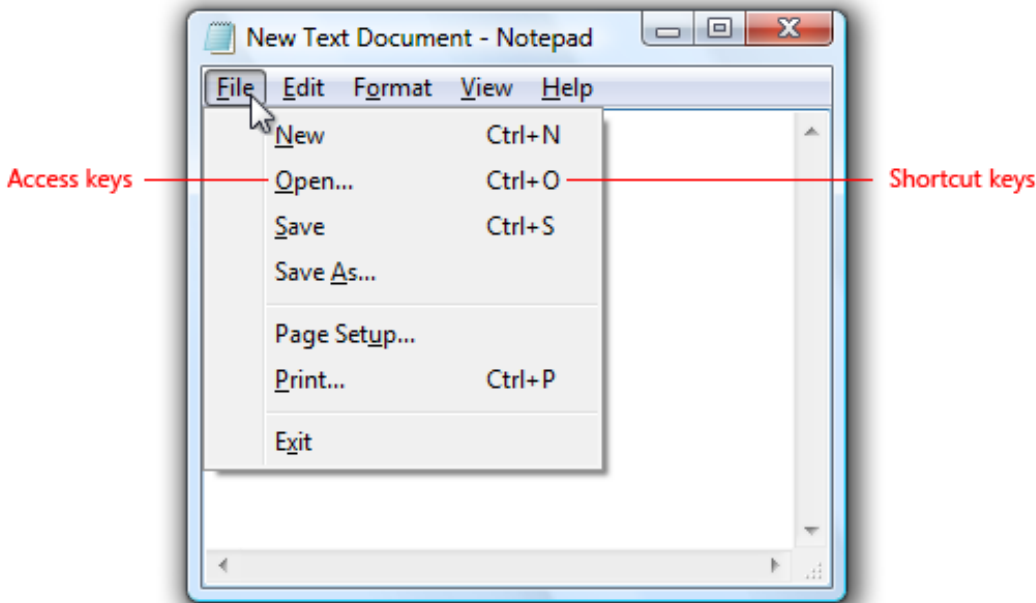 New Text Document - Notepad
File Edit Format View Help
New Ctrl+N
Access keys Open... Ctrl+O Shortcut keys
Save Ctrl+S
Save As...
Page Setup...
Print... Ctrl+P
Exit